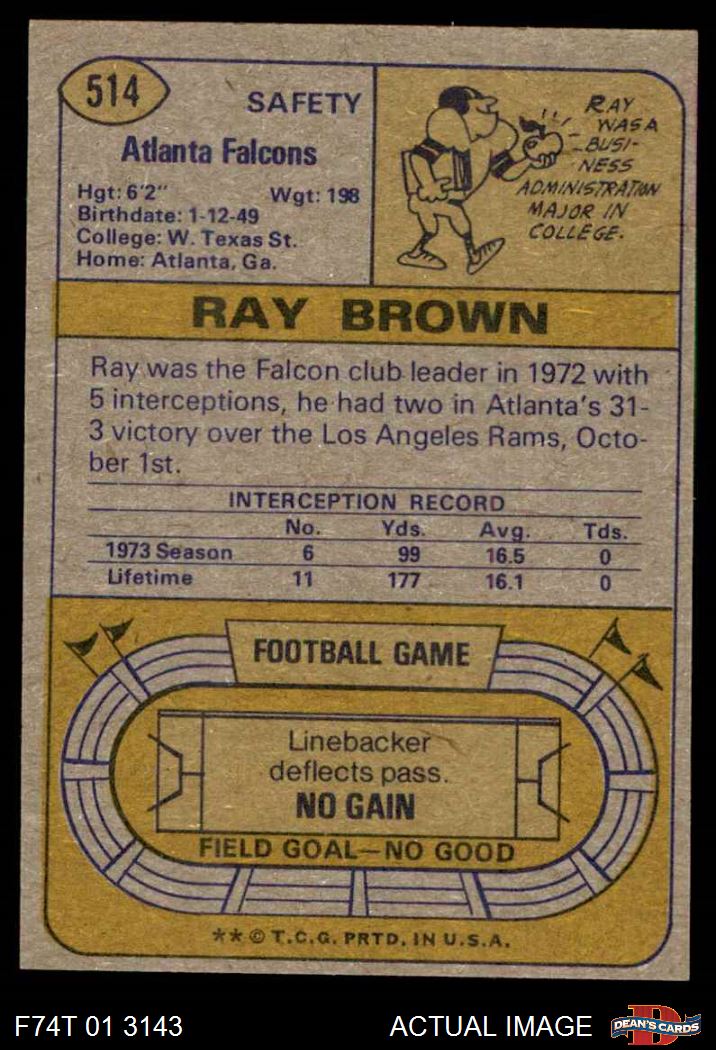 514
SAFETY
Atlanta Falcons
Hgt: 6'2" Wgt: 198
Birthdate: 1-12-49
College: W. Texas St.
Home: Atlanta, Ga.
RAY
WAS A
BUSI-
NESS
ADMINISTRATION
MAJOR IN
COLLEGE.
RAY BROWN
Ray was the Falcon club leader in 1972 with
5 interceptions, he had two in Atlanta's 31-
3 victory over the Los Angeles Rams, Octo-
ber 1st.
INTERCEPTION RECORD
No. Yds. Avg. Tds.
1973 Season 6 99 16.5 0
Lifetime 11 177 16.1 0
FOOTBALL GAME
Linebacker
deflects pass.
NO GAIN
FIELD GOAL—NO GOOD
** © T.C.G. PRTD. IN U.S.A.
F74T 01 3143 ACTUAL IMAGE D DEAN'S CARDS